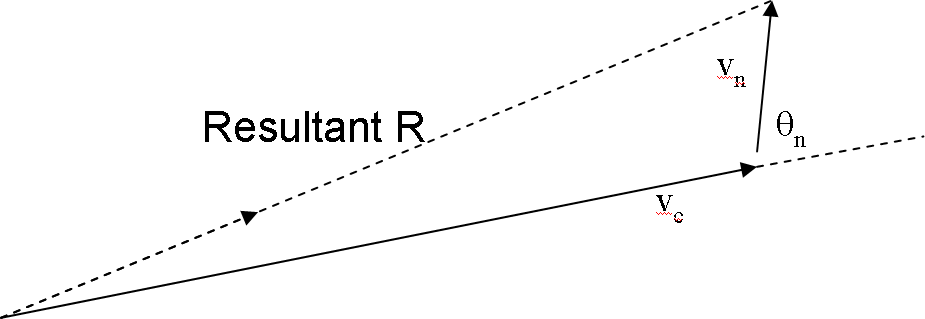 vn
Resultant R
θn
vc